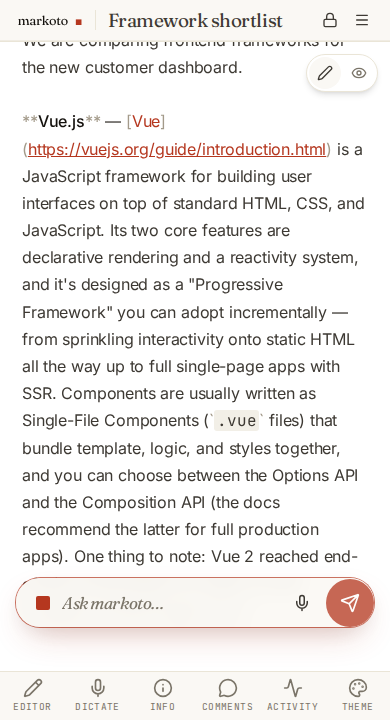 markoto
Framework shortlist
We are comparing frontend frameworks for
the new customer dashboard.
**Vue.js** — [Vue]
(https://vuejs.org/guide/introduction.html) is a
JavaScript framework for building user
interfaces on top of standard HTML, CSS, and
JavaScript. Its two core features are
declarative rendering and a reactivity system,
and it's designed as a "Progressive
Framework" you can adopt incrementally —
from sprinkling interactivity onto static HTML
all the way up to full single-page apps with
SSR. Components are usually written as
Single-File Components (`.vue` files) that
bundle template, logic, and styles together,
and you can choose between the Options API
and the Composition API (the docs
recommend the latter for full production
apps). One thing to note: Vue 2 reached end-
Ask markoto...
EDITOR DICTATE INFO COMMENTS ACTIVITY THEME